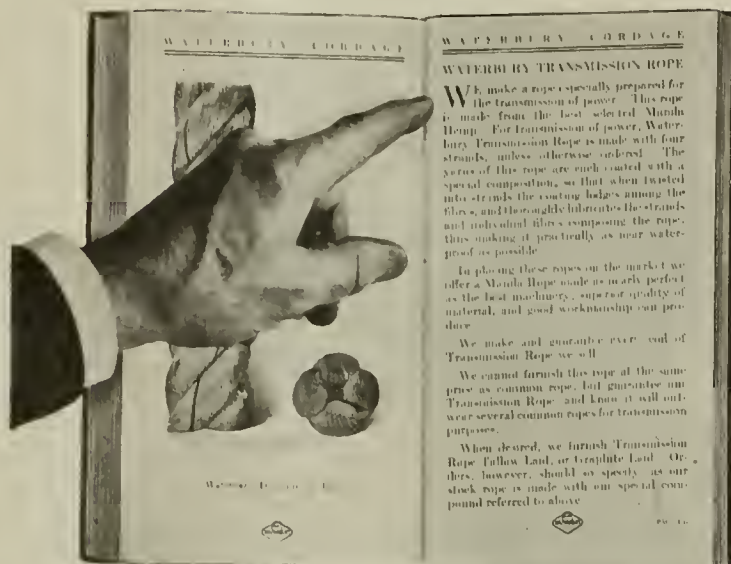 WATERBURY CORDAGE
WATERBURY CORDAGE
WATERBURY TRANSMISSION ROPE
WE make a rope especially prepared for
the transmission of power. This rope
is made from the best selected Manila
Hemp. For transmission of power, Water-
bury Transmission Rope is made with four
strands, unless otherwise ordered. The
yarns of this rope are each coated with a
special composition, so that when twisted
into strands the coating lodges among the
fibres, and thoroughly lubricates the strands
and individual fibres composing the rope,
thus making it practically as near water-
proof as possible.
In placing these ropes on the market we
offer a Manila Rope made as nearly perfect
as the best machinery, superior quality of
material, and good workmanship can pro-
duce.
We make and guarantee every coil of
Transmission Rope we sell.
We cannot furnish this rope at the same
price as common rope, but guarantee our
Transmission Rope, and know it will out-
wear several common ropes for transmission
purposes.
When desired, we furnish Transmission
Rope Tallow Laid, or Graphite Laid. Or-
ders, however, should so specify, as our
stock rope is made with our special com-
pound referred to above.